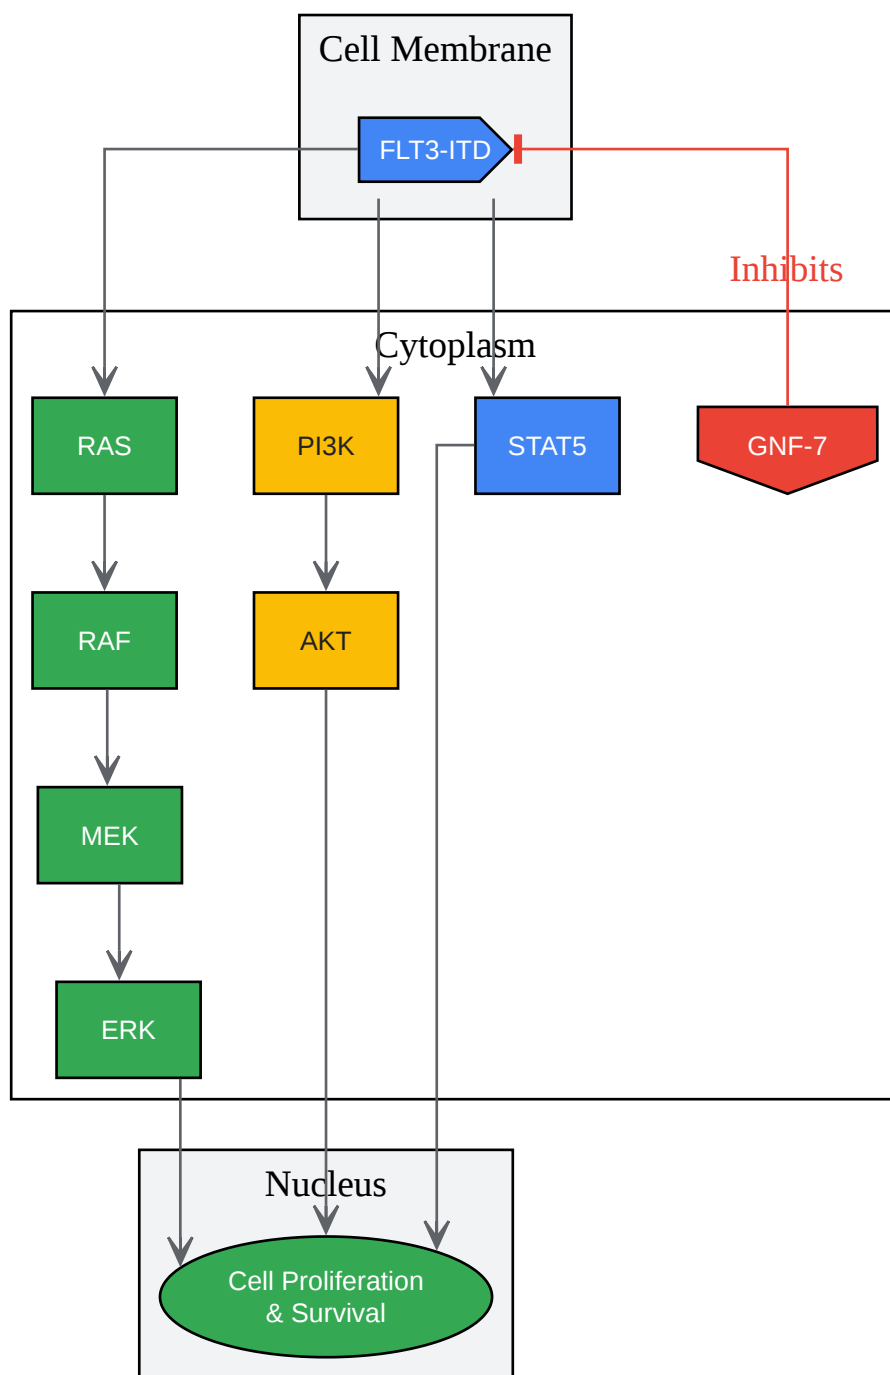 Cell Membrane
FLT3-ITD
Inhibits
Cytoplasm
RAS
PI3K
STAT5
GNF-7
RAF
AKT
MEK
ERK
Nucleus
Cell Proliferation
& Survival